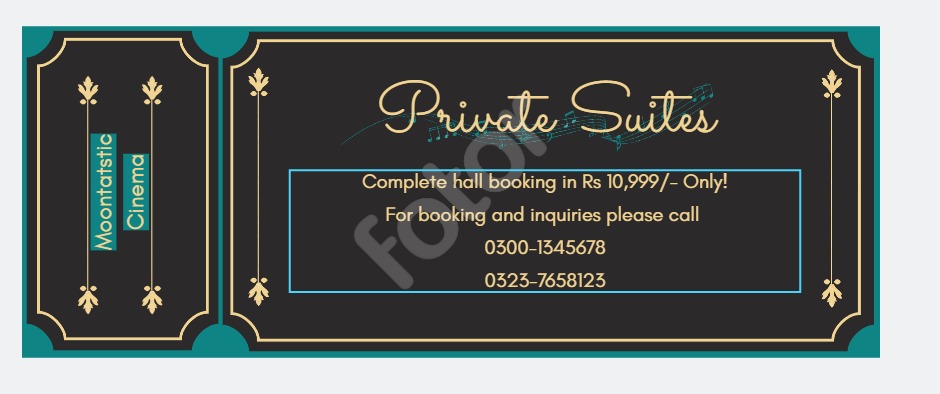 Moontatstic
Cinema
Private Suites
Complete hall booking in Rs 10,999/- Only!
For booking and inquiries please call
0300-1345678
0323-7658123
fotor